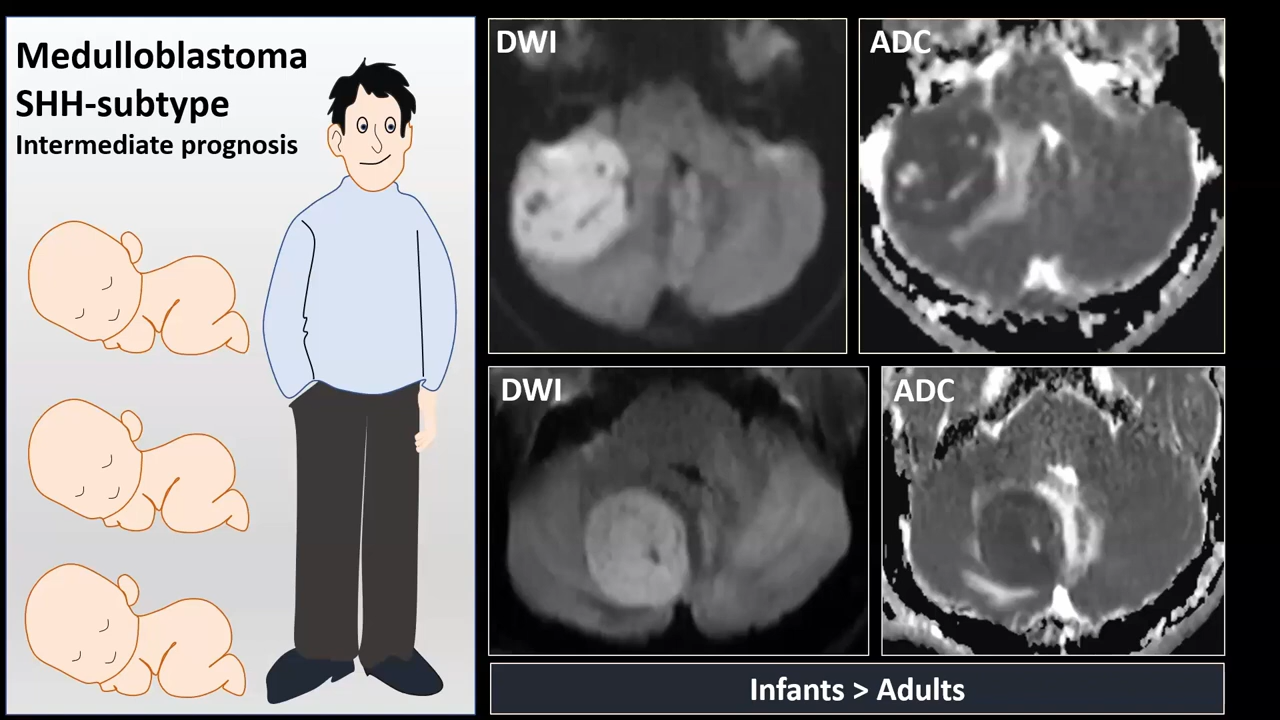 Medulloblastoma
SHH-subtype
Intermediate prognosis
DWI
ADC
DWI
ADC
Infants > Adults